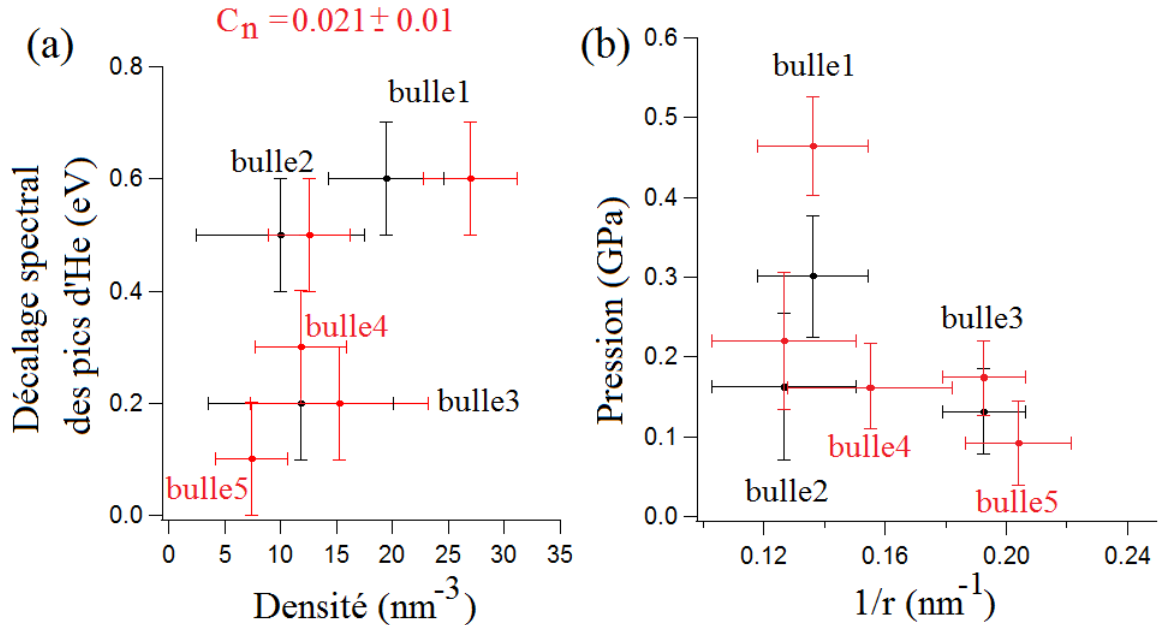 (a)
C_n = 0.021 ± 0.01
Décalage spectral
des pics d'He (eV)
0.8
0.6
0.4
0.2
0.0
bulle1
bulle2
bulle4
bulle3
bulle5
0 5 10 15 20 25 30 35
Densité (nm⁻³)
(b)
Pression (GPa)
0.6
0.5
0.4
0.3
0.2
0.1
0.0
bulle1
bulle3
bulle4
bulle2
bulle5
0.12 0.16 0.20 0.24
1/r (nm⁻¹)